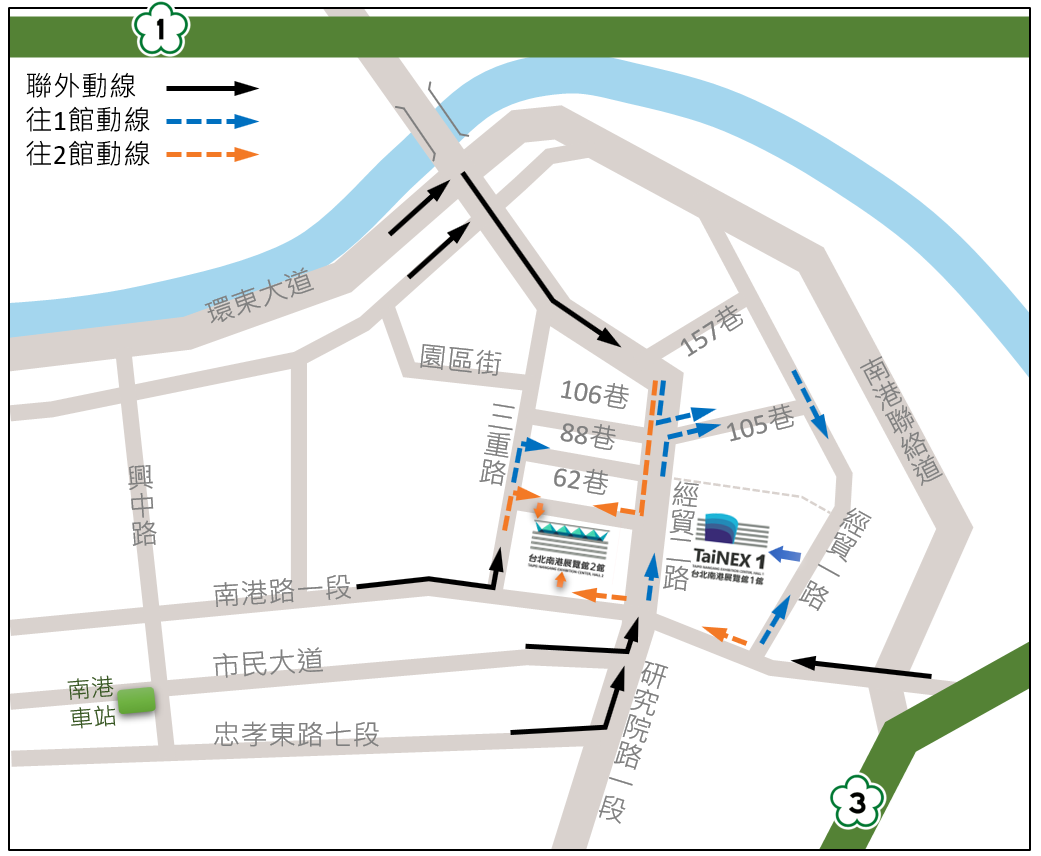 1
聯外動線
往1館動線
往2館動線
環東大道
園區街
157巷
106巷
105巷
88巷
62巷
三重路
南港聯絡道
興中路
經貿二路
經貿一路
TaiNEX 1
TAIPEI NANGANG EXHIBITION CENTER, HALL 1
台北南港展覽館1館
台北南港展覽館2館
TAIPEI NANGANG EXHIBITION CENTER, HALL 2
南港路一段
市民大道
南港
車站
忠孝東路七段
研究院路一段
3